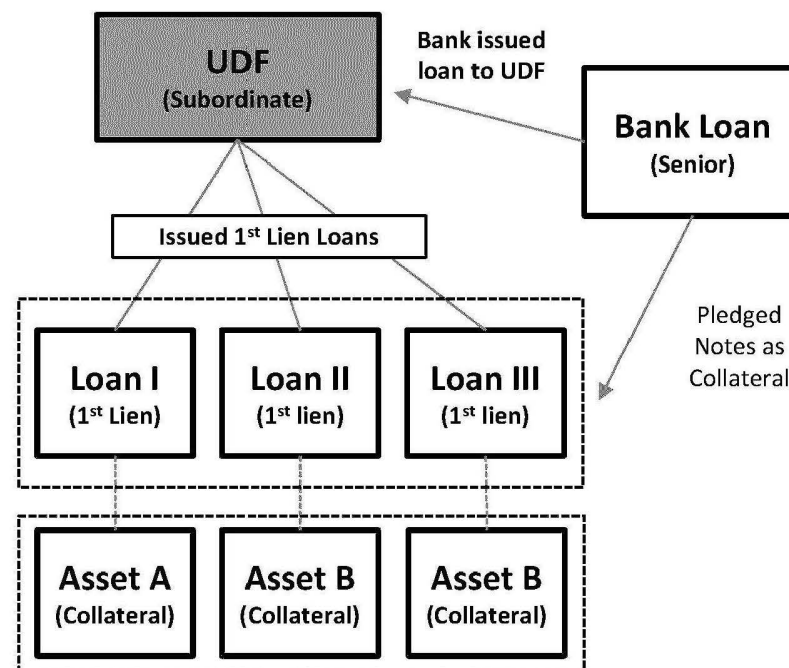 UDF
(Subordinate)
Bank issued
loan to UDF
Bank Loan
(Senior)
Issued 1st Lien Loans
Pledged
Notes as
Collateral
Loan I
(1st Lien)
Loan II
(1st lien)
Loan III
(1st lien)
Asset A
(Collateral)
Asset B
(Collateral)
Asset B
(Collateral)